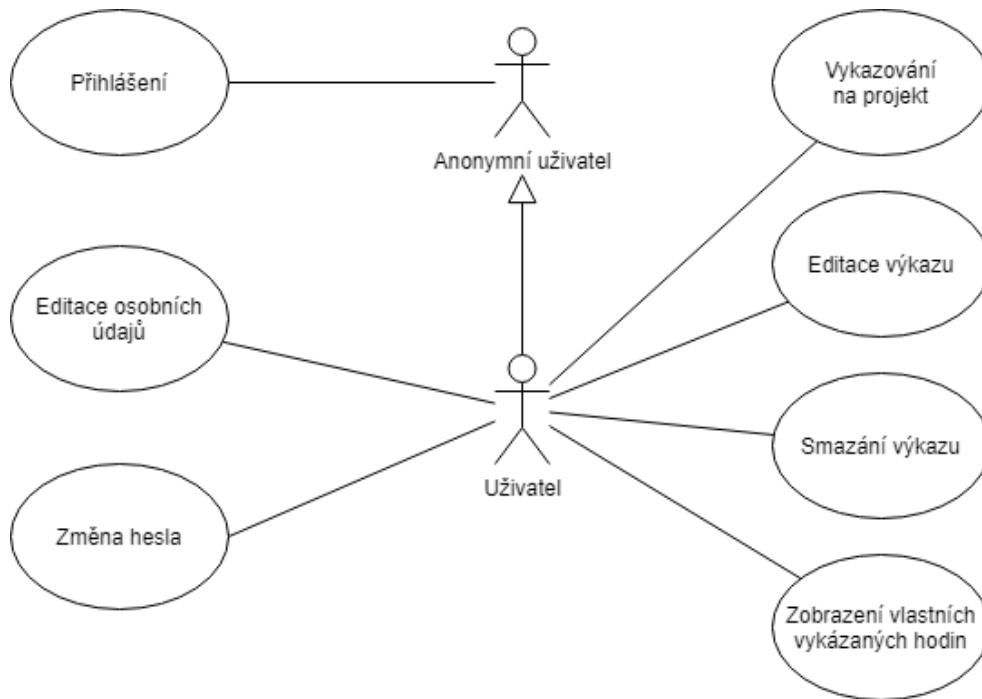 Přihlášení
Anonymní uživatel
Vykazování
na projekt
Editace výkazu
Editace osobních
údajů
Smazání výkazu
Uživatel
Změna hesla
Zobrazení vlastních
vykázaných hodin